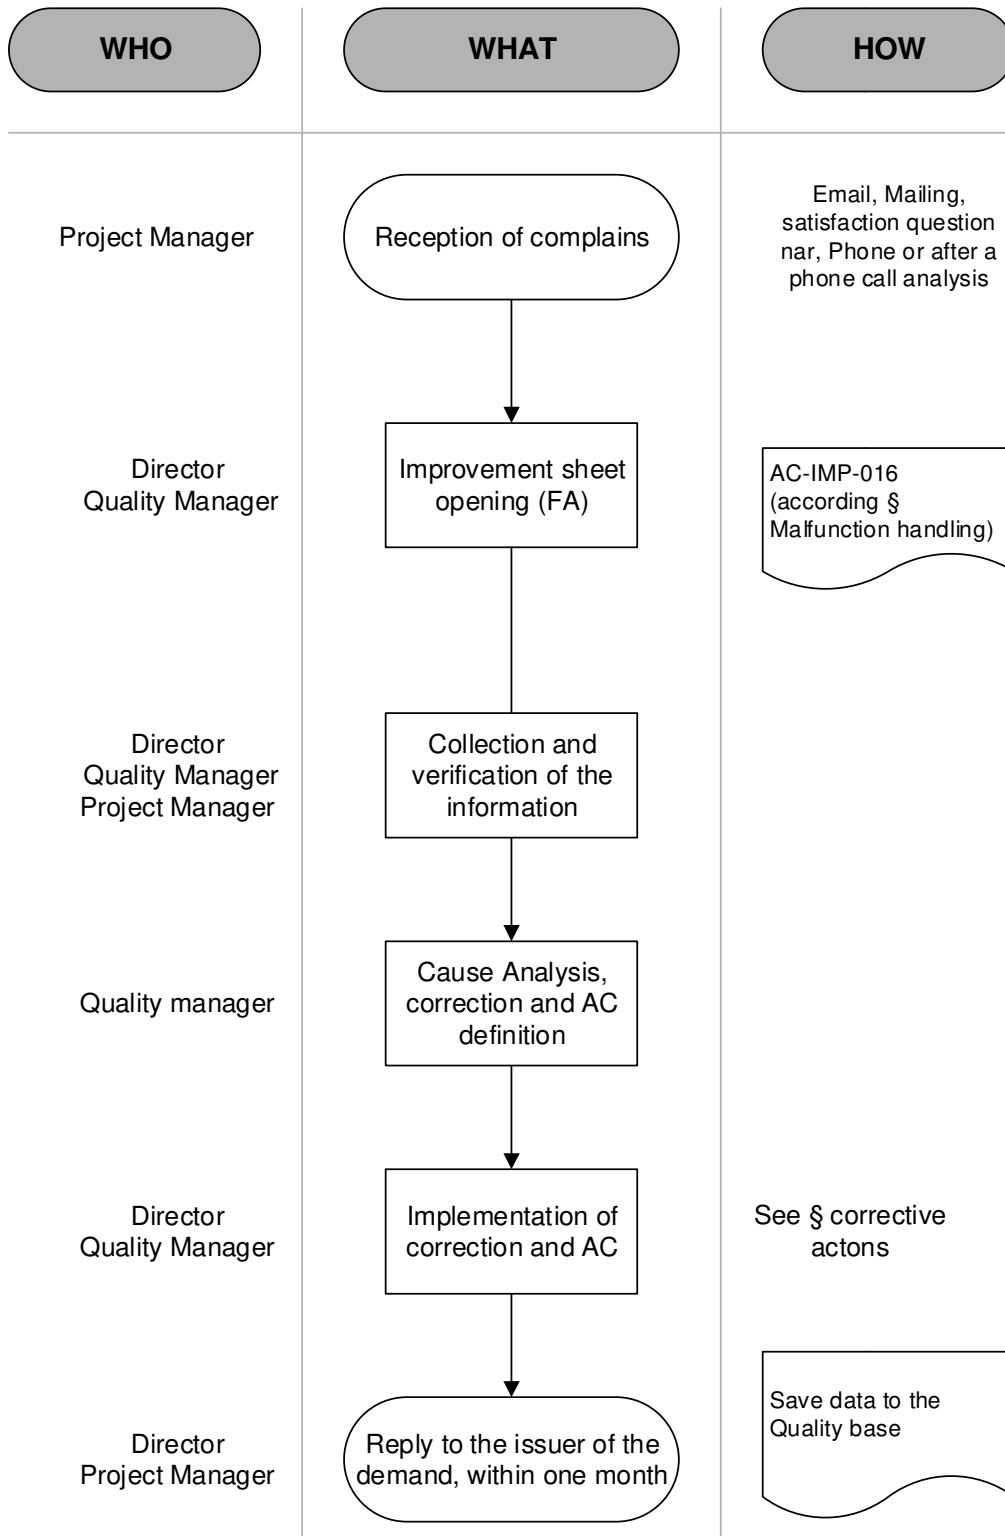 WHO
WHAT
HOW
Project Manager
Reception of complains
Email, Mailing,
satisfaction question
nar, Phone or after a
phone call analysis
Director
Quality Manager
Improvement sheet
opening (FA)
AC-IMP-016
(according §
Malfunction handling)
Director
Quality Manager
Project Manager
Collection and
verification of the
information
Quality manager
Cause Analysis,
correction and AC
definition
Director
Quality Manager
Implementation of
correction and AC
See § corrective
actons
Director
Project Manager
Reply to the issuer of the
demand, within one month
Save data to the
Quality base